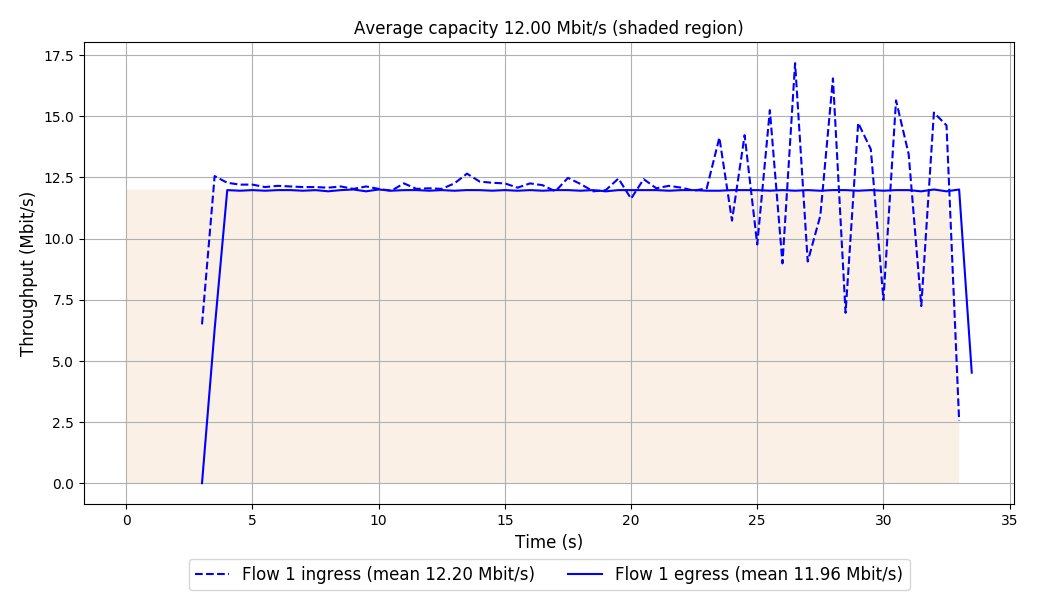 Average capacity 12.00 Mbit/s (shaded region)
17.5
15.0
12.5
10.0
7.5
5.0
2.5
0.0
Throughput (Mbit/s)
0 5 10 15 20 25 30 35
Time (s)
Flow 1 ingress (mean 12.20 Mbit/s) Flow 1 egress (mean 11.96 Mbit/s)